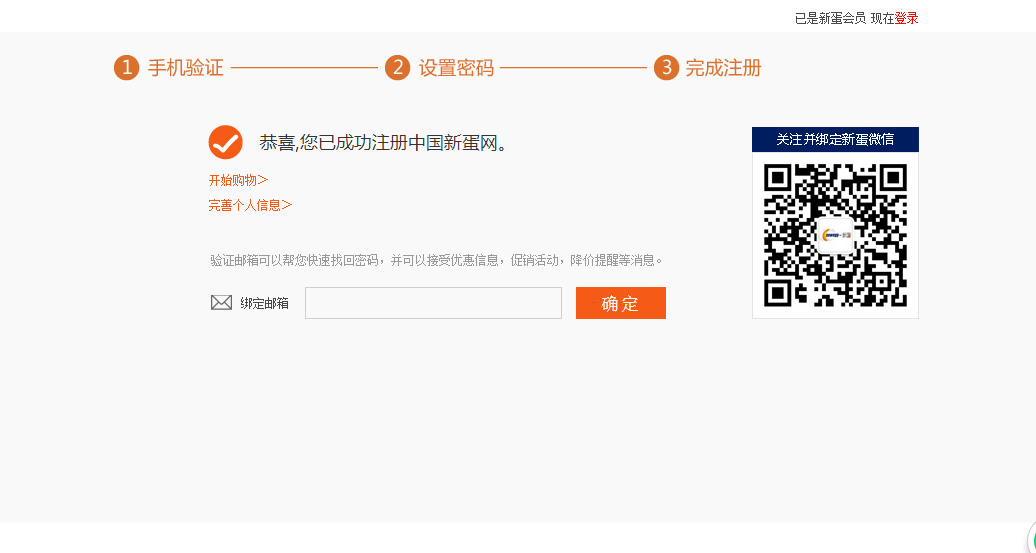 已是新蛋会员 现在登录
1 手机验证 2 设置密码 3 完成注册
恭喜,您已成功注册中国新蛋网。
开始购物>
完善个人信息>
关注并绑定新蛋微信
验证邮箱可以帮您快速找回密码，并可以接受优惠信息，促销活动，降价提醒等消息。
绑定邮箱
确 定